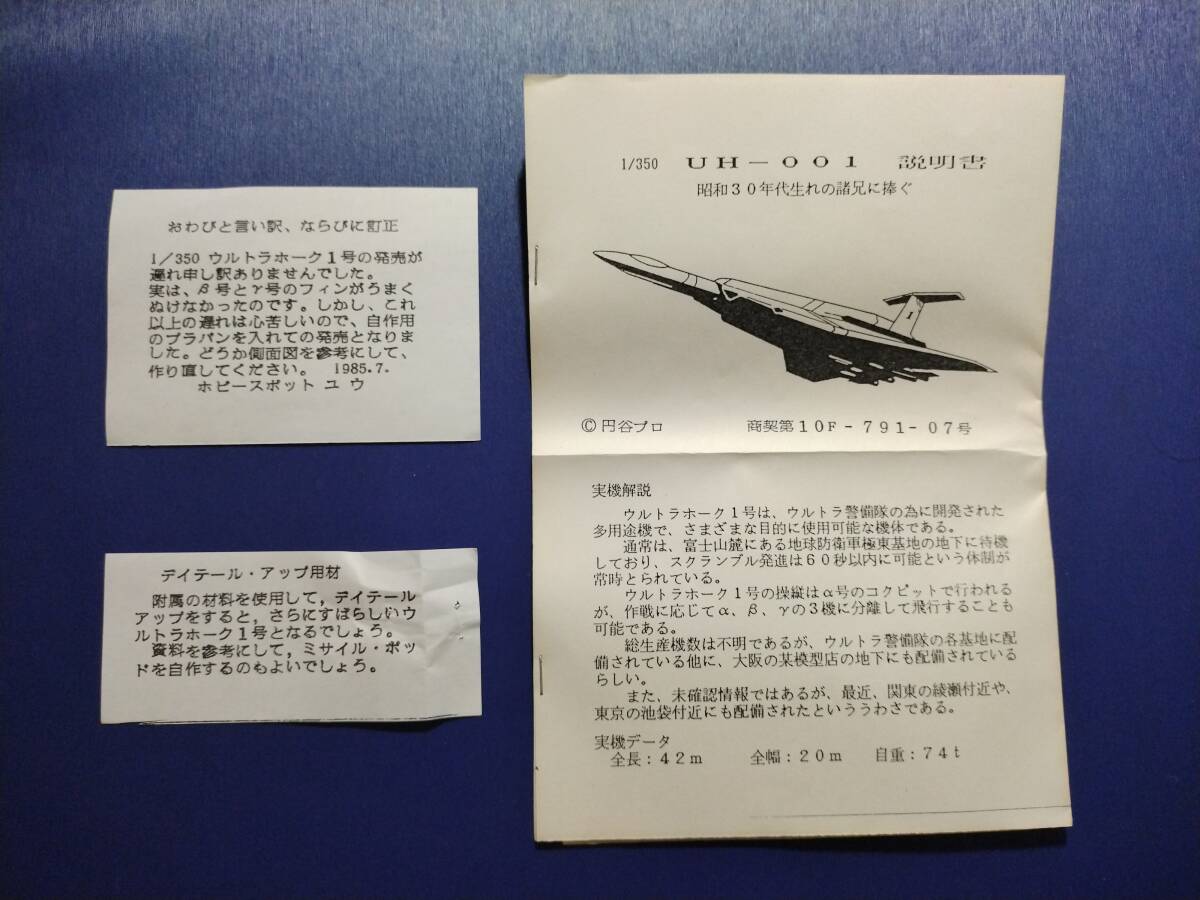 おわびと言い訳、ならびに訂正
1/350 ウルトラホーク1号の発売が
遅れ申し訳ありませんでした。
実は、β号とγ号のフィンがうまく
ぬけなかったのです。しかし、これ
以上の遅れは心苦しいので、自作用
のプラバンを入れての発売となりま
した。どうか側面図を参考にして、
作り直してください。 1985.7.
ホビースポット ユウ
デイテール・アップ用材
附属の材料を使用して,デイテール
アップをすると,さらにすばらしいウ
ルトラホーク1号となるでしょう。
資料を参考にして,ミサイル・ポッ
ドを自作するのもよいでしょう。
1/350 UH-001 説明書
昭和30年代生れの諸兄に捧ぐ
©円谷プロ 商契第10F-791-07号
実機解説
ウルトラホーク1号は、ウルトラ警備隊の為に開発された
多用途機で、さまざまな目的に使用可能な機体である。
通常は、富士山麓にある地球防衛軍極東基地の地下に待機
しており、スクランブル発進は60秒以内に可能という体制が
常時とられている。
ウルトラホーク1号の操縦はα号のコクピットで行われる
が、作戦に応じてα、β、γの3機に分離して飛行することも
可能である。
総生産機数は不明であるが、ウルトラ警備隊の各基地に配
備されている他に、大阪の某模型店の地下にも配備されている
らしい。
また、未確認情報ではあるが、最近、関東の綾瀬付近や、
東京の池袋付近にも配備されたといううわさである。
実機データ
全長:42m 全幅:20m 自重:74t